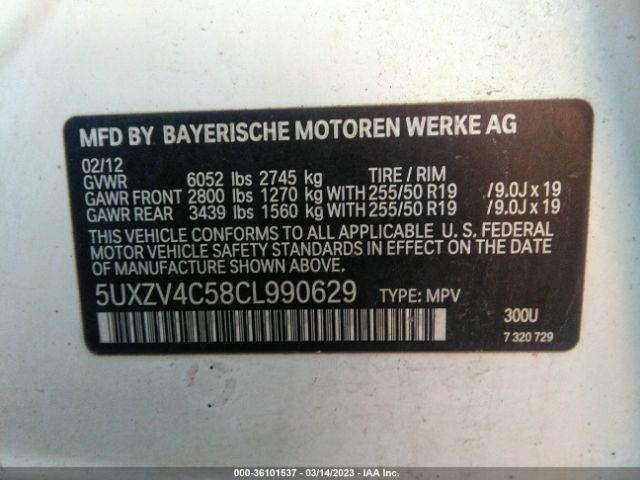 MFD BY BAYERISCHE MOTOREN WERKE AG
02/12
GVWR 6052 lbs 2745 kg TIRE / RIM
GAWR FRONT 2800 lbs 1270 kg WITH 255/50 R19 /9.0J x 19
GAWR REAR 3439 lbs 1560 kg WITH 255/50 R19 /9.0J x 19
THIS VEHICLE CONFORMS TO ALL APPLICABLE U. S. FEDERAL
MOTOR VEHICLE SAFETY STANDARDS IN EFFECT ON THE DATE
OF MANUFACTURE SHOWN ABOVE.
5UXZV4C58CL990629 TYPE: MPV
300U
7 320 729
000-36101537 - 03/14/2023 - IAA Inc.